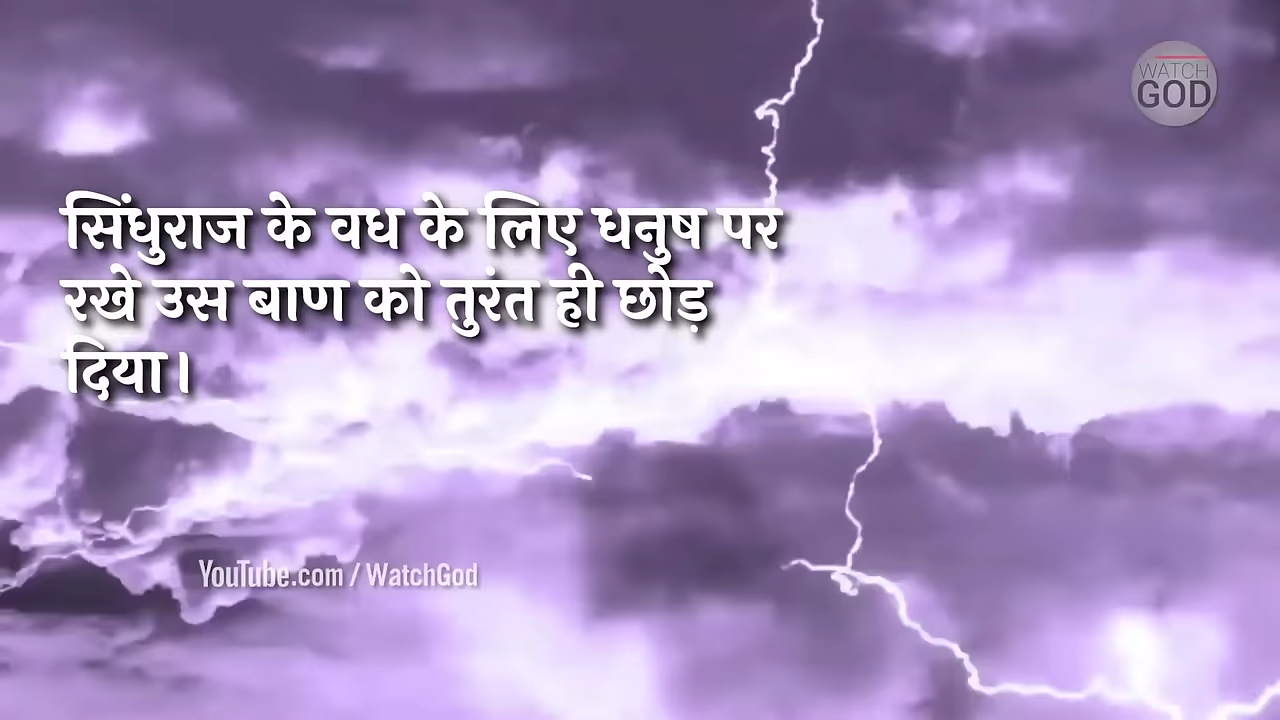 WATCH
GOD
सिंधुराज के वध के लिए धनुष पर
रखे उस बाण को तुरंत ही छोड़
दिया।
YouTube.com / WatchGod